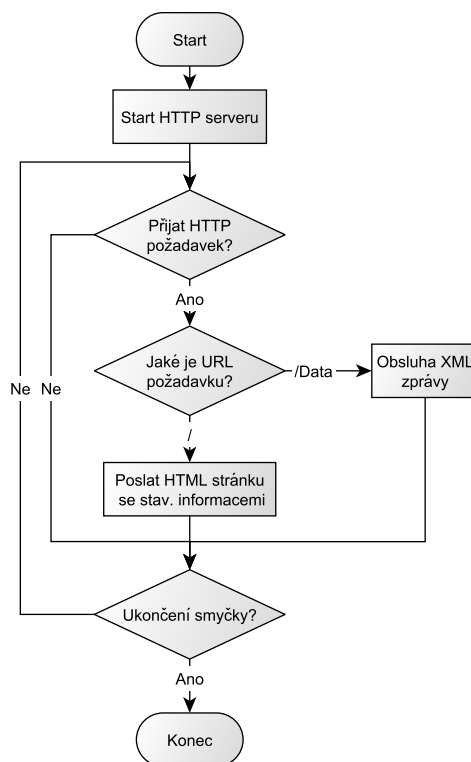 Start
Start HTTP serveru
Přijat HTTP
požadavek?
Ano
Jaké je URL
požadavku?
/Data
Obsluha XML
zprávy
Ne
Ne
/
Poslat HTML stránku
se stav. informacemi
Ukončení smyčky?
Ano
Konec